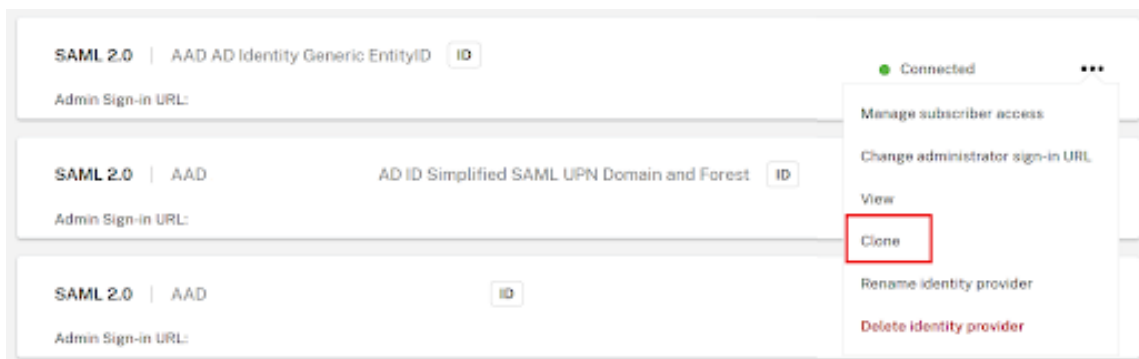 SAML 2.0 | AAD AD Identity Generic EntityID ID
Connected
Admin Sign-in URL:
Manage subscriber access
Change administrator sign-in URL
SAML 2.0 | AAD AD ID Simplified SAML UPN Domain and Forest ID
View
Admin Sign-in URL:
Clone
Rename identity provider
SAML 2.0 | AAD ID
Delete identity provider
Admin Sign-in URL: